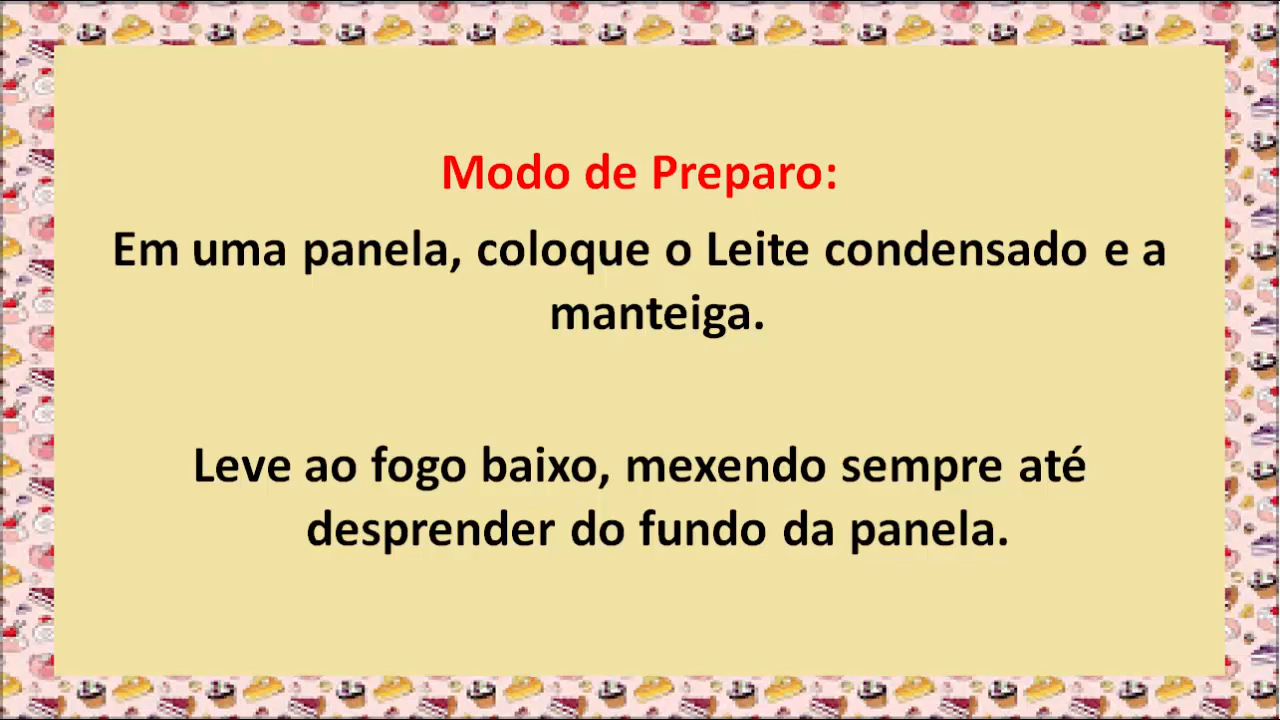 Modo de Preparo:
Em uma panela, coloque o Leite condensado e a
manteiga.
Leve ao fogo baixo, mexendo sempre até
desprender do fundo da panela.